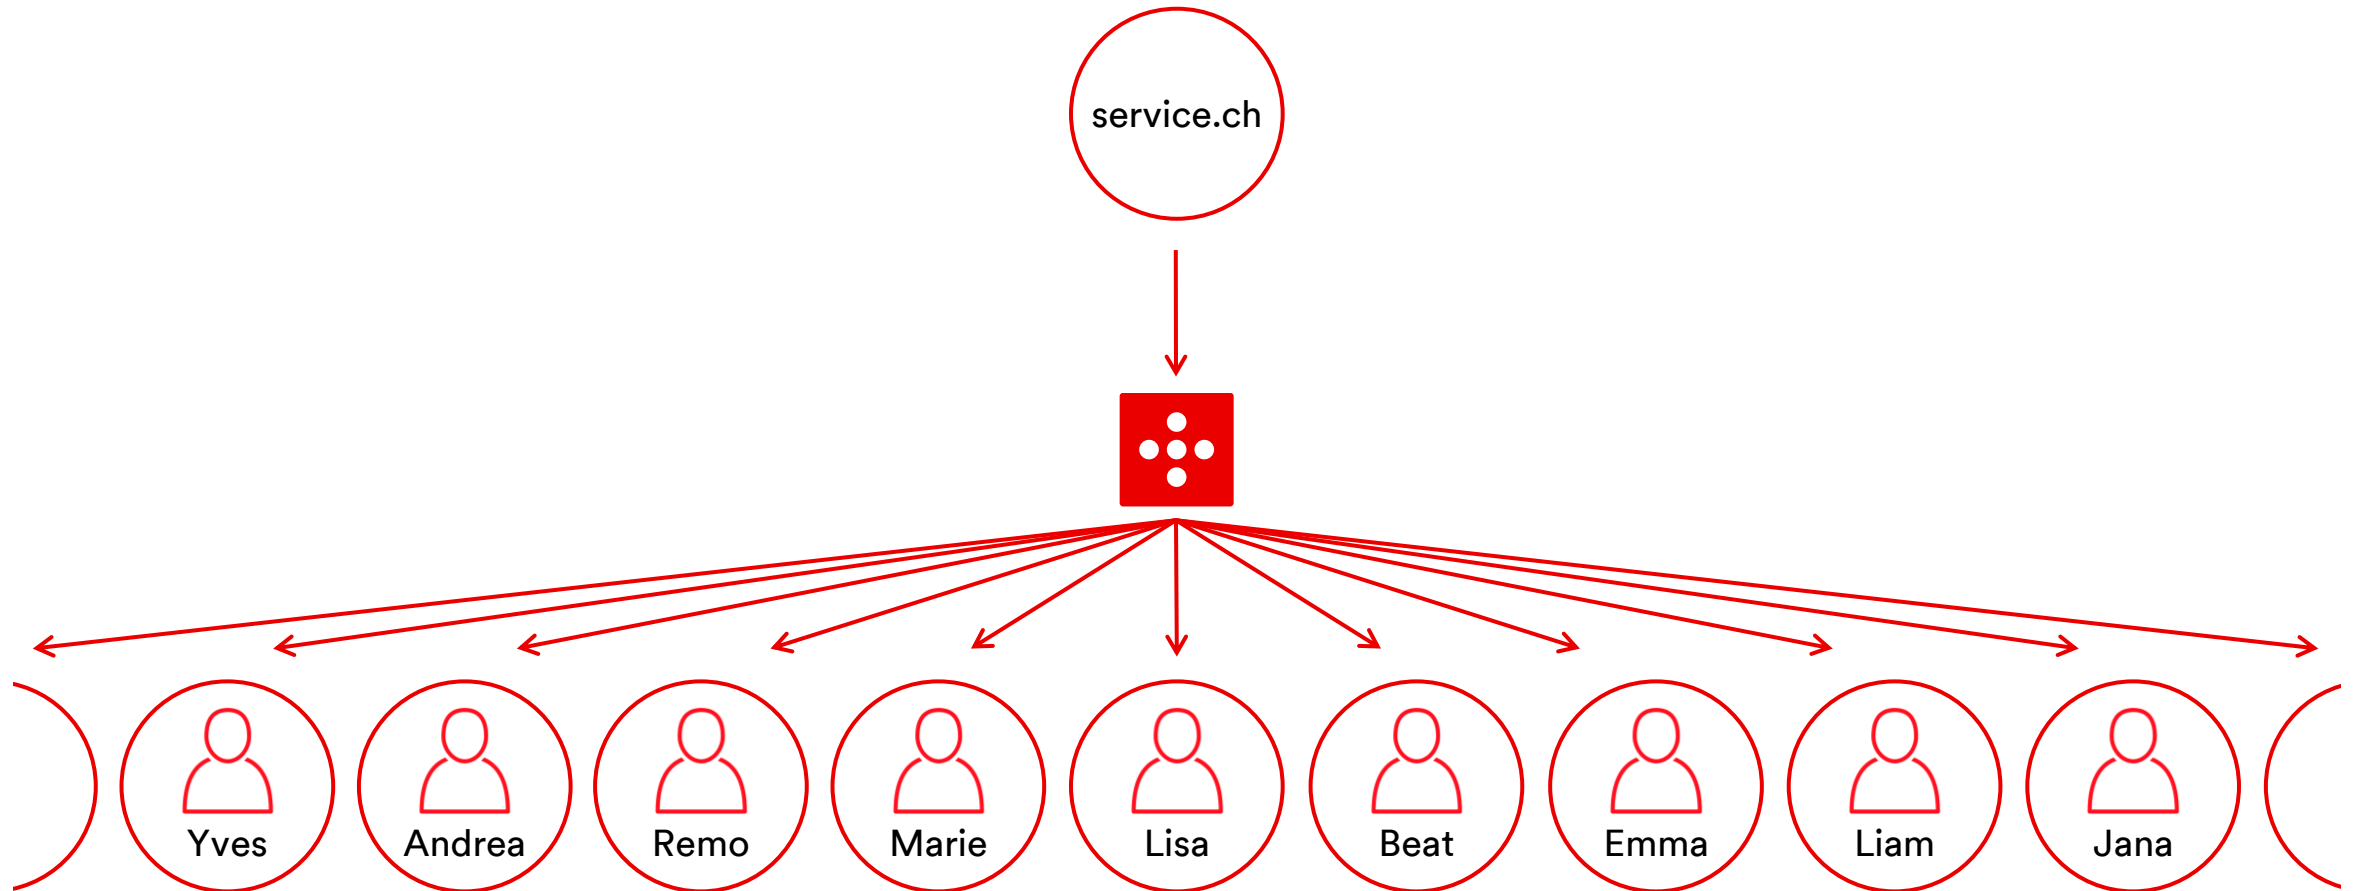 service.ch
Yves
Andrea
Remo
Marie
Lisa
Beat
Emma
Liam
Jana